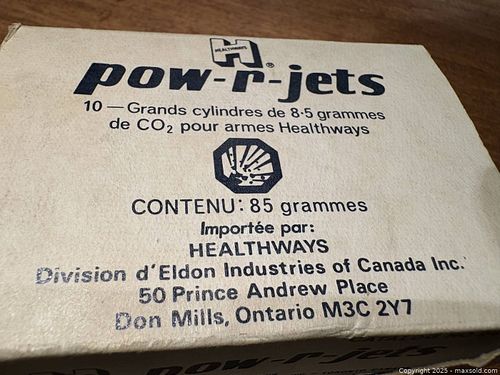 H
HEALTHWAYS
pow-r-jets®
10 — Grands cylindres de 8·5 grammes
de CO₂ pour armes Healthways
CONTENU: 85 grammes
Importée par:
HEALTHWAYS
Division d'Eldon Industries of Canada Inc.
50 Prince Andrew Place
Don Mills, Ontario M3C 2Y7
pow-r-jets
Copyright 2025 - maxsold.com